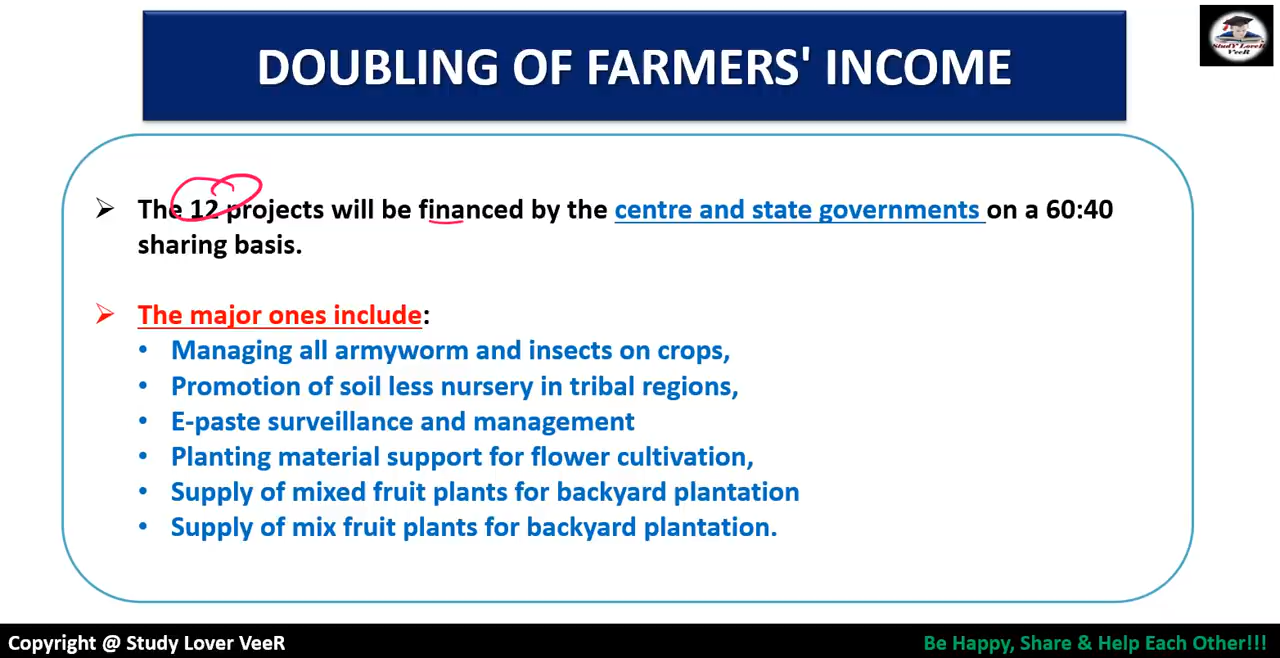 StudY LoveR
VeeR
DOUBLING OF FARMERS' INCOME
The 12 projects will be financed by the centre and state governments on a 60:40
sharing basis.
The major ones include:
Managing all armyworm and insects on crops,
Promotion of soil less nursery in tribal regions,
E-paste surveillance and management
Planting material support for flower cultivation,
Supply of mixed fruit plants for backyard plantation
Supply of mix fruit plants for backyard plantation.
Copyright @ Study Lover VeeR
Be Happy, Share & Help Each Other!!!